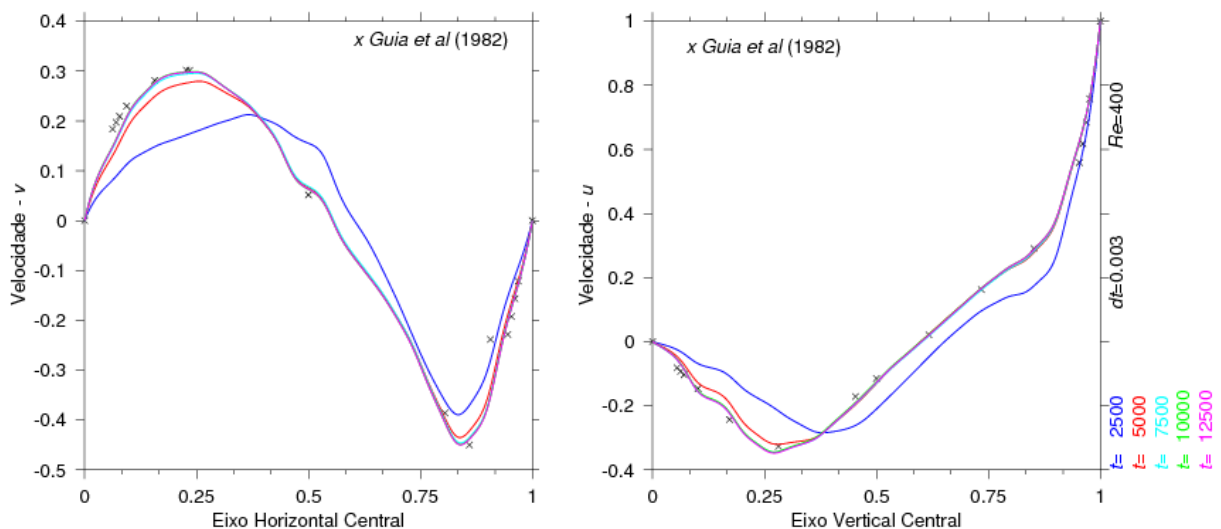 0.4
0.3
0.2
0.1
0
-0.1
-0.2
-0.3
-0.4
-0.5
Velocidade - v
x Guia et al (1982)
0
0.25
0.5
0.75
1
Eixo Horizontal Central
1
0.8
0.6
0.4
0.2
0
-0.2
-0.4
Velocidade - u
x Guia et al (1982)
0
0.25
0.5
0.75
1
Eixo Vertical Central
dt=0.003
Re=400
t= 2500
t= 5000
t= 7500
t= 10000
t= 12500